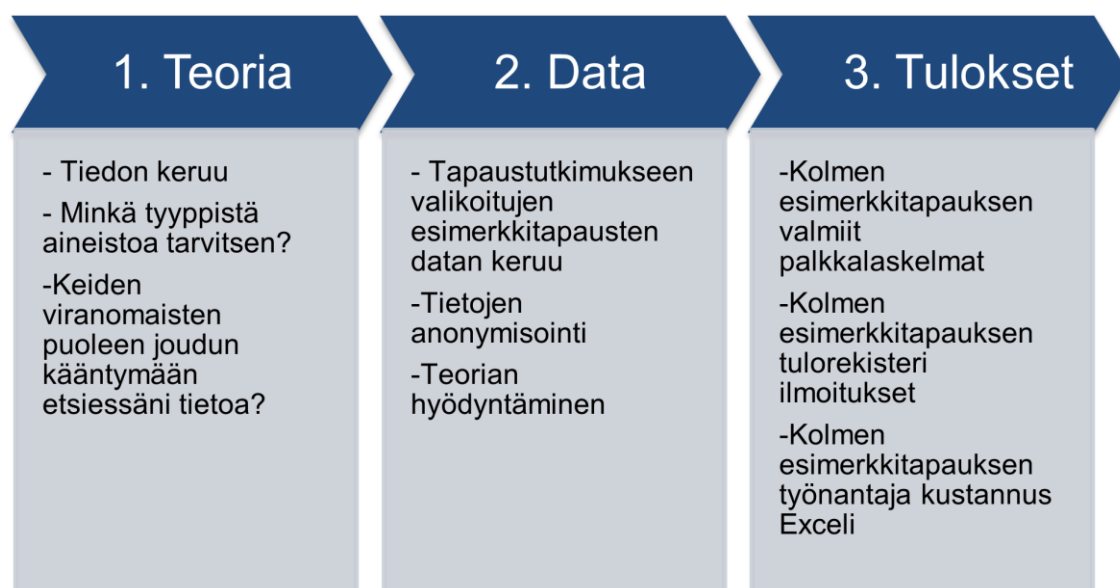 1. Teoria
- Tiedon keruu
- Minkä tyyppistä
aineistoa tarvitsen?
-Keiden
viranomaisten
puoleen joudun
kääntymään
etsiessäni tietoa?
2. Data
- Tapaustutkimukseen
valikoitujen
esimerkkitapausten
datan keruu
-Tietojen
anonymisointi
-Teorian
hyödyntäminen
3. Tulokset
-Kolmen
esimerkkitapauksen
valmiit
palkkalaskelmat
-Kolmen
esimerkkitapauksen
tulorekisteri
ilmoitukset
-Kolmen
esimerkkitapauksen
työnantaja kustannus
Exceli